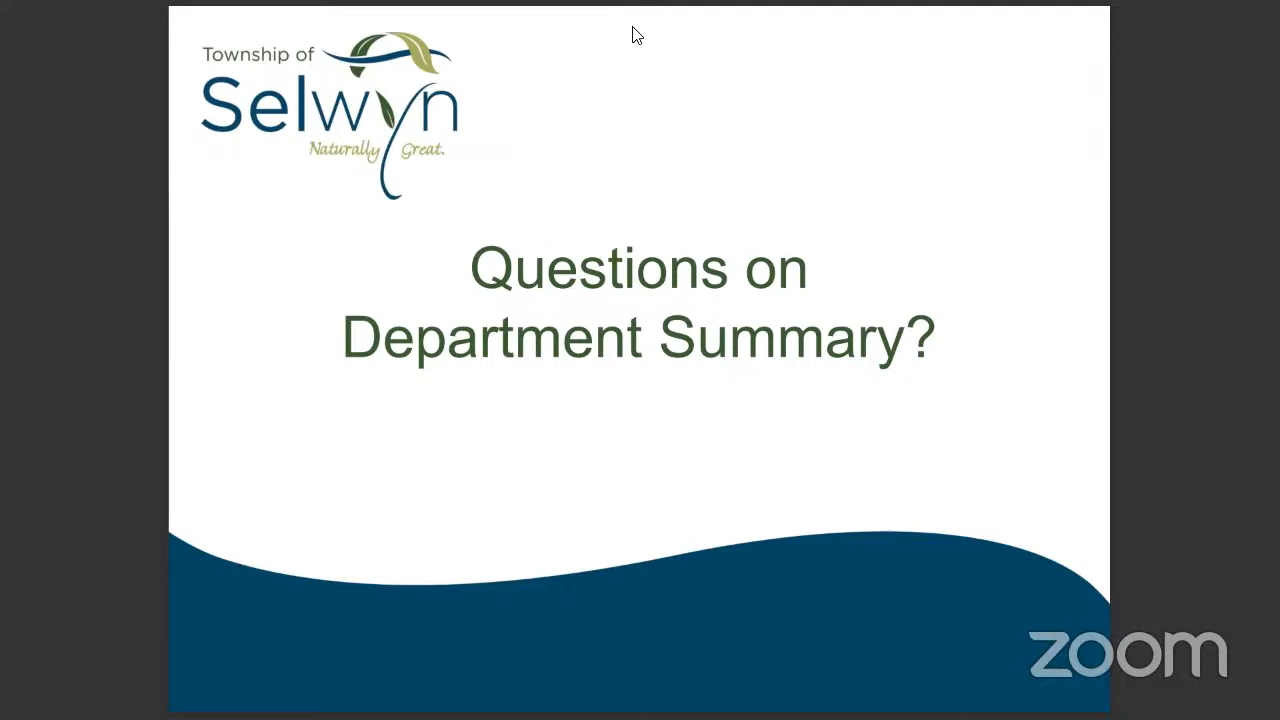 Township of
Selwyn
Naturally Great.
Questions on
Department Summary?
zoom